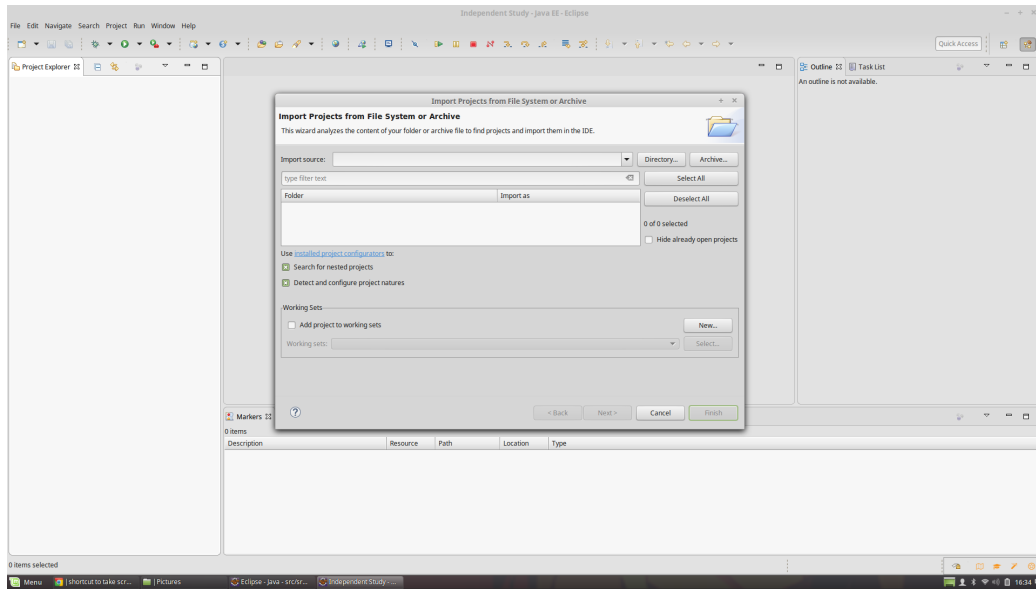 Independent Study - Java EE - Eclipse
File Edit Navigate Search Project Run Window Help
Quick Access
Project Explorer
Outline
Task List
An outline is not available.
Import Projects from File System or Archive
Import Projects from File System or Archive
This wizard analyzes the content of your folder or archive file to find projects and import them in the IDE.
Import source:
Directory...
Archive...
type filter text
Select All
Folder
Import as
Deselect All
0 of 0 selected
Hide already open projects
Use installed project configurators to:
Search for nested projects
Detect and configure project natures
Working Sets
Add project to working sets
New...
Working sets:
Select...
?
< Back
Next >
Cancel
Finish
Markers
0 items
Description
Resource
Path
Location
Type
0 items selected
Menu
[shortcut to take scr...
[Pictures
Eclipse - Java - src/sr...
Independent Study -...
16:34